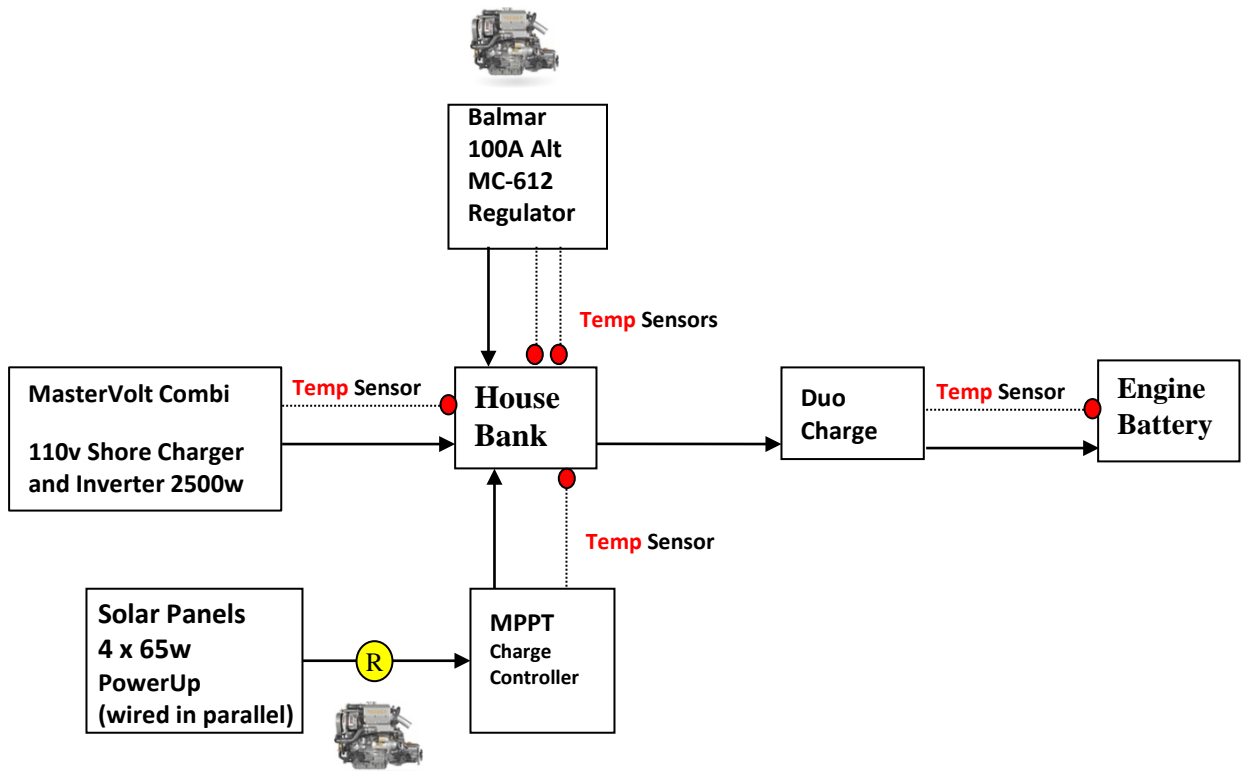 Balmar
100A Alt
MC-612
Regulator
Temp Sensors
MasterVolt Combi
110v Shore Charger
and Inverter 2500w
Temp Sensor
House
Bank
Duo
Charge
Temp Sensor
Engine
Battery
Temp Sensor
Solar Panels
4 x 65w
PowerUp
(wired in parallel)
R
MPPT
Charge
Controller